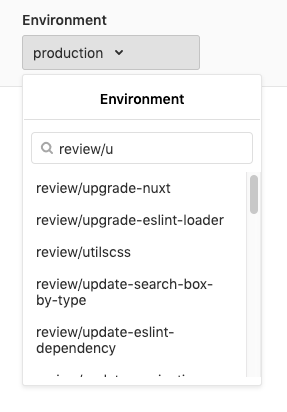 Environment
production
Environment
review/u
review/upgrade-nuxt
review/upgrade-eslint-loader
review/utilscss
review/update-search-box-
by-type
review/update-eslint-
dependency